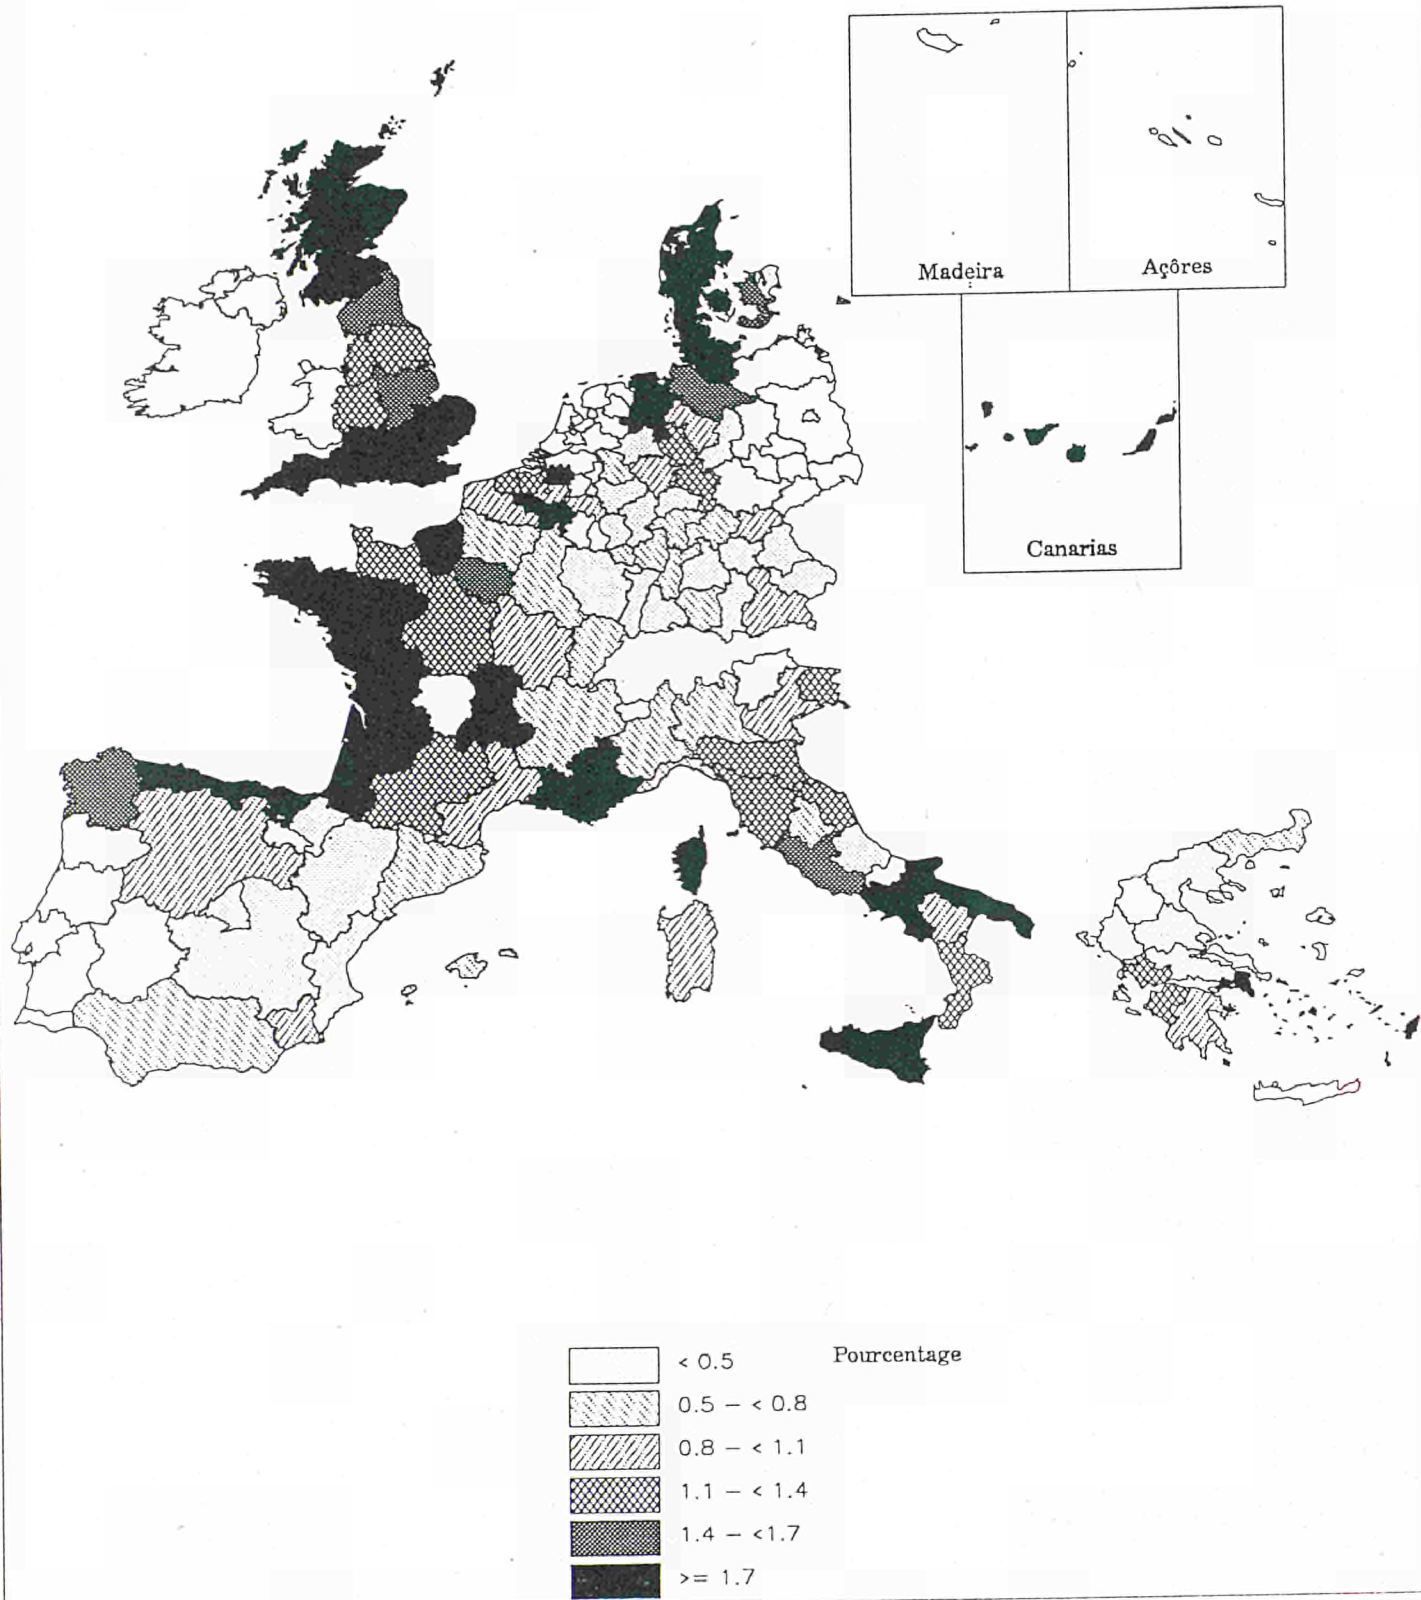 Madeira
Açôres
Canarias
Pourcentage
< 0.5
0.5 – < 0.8
0.8 – < 1.1
1.1 – < 1.4
1.4 – <1.7
>= 1.7